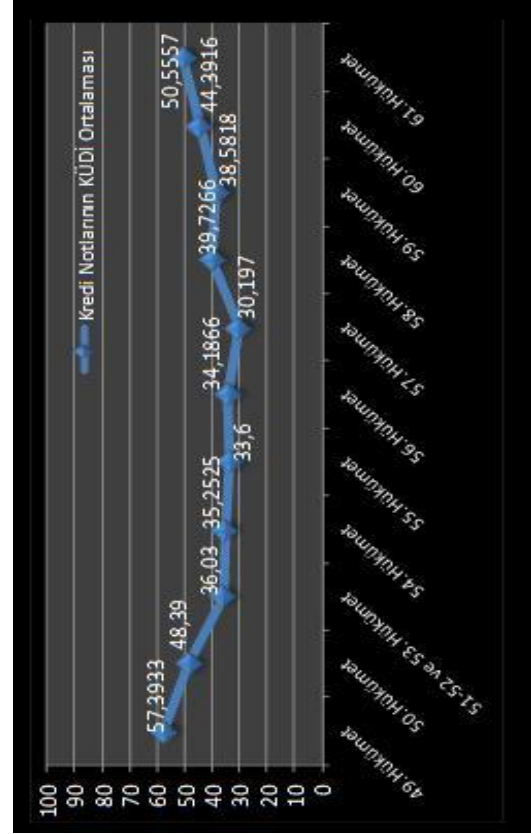 Kredi Notlarının KÜDİ Ortalaması
100
90
80
70
60
50
40
30
20
10
0
57,3933
48,39
36,03
35,2525
33,6
34,1866
30,197
39,7266
38,5818
44,3916
50,5557
49.Hükümet
50.Hükümet
51-52 ve 53. Hükümet
54.Hükümet
55. Hükümet
56.Hükümet
57.Hükümet
58.Hükümet
59.Hükümet
60.Hükümet
61.Hükümet